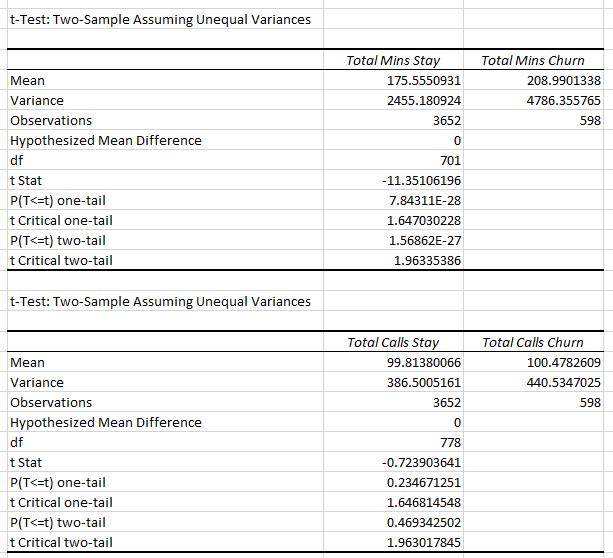 t-Test: Two-Sample Assuming Unequal Variances
Total Mins Stay Total Mins Churn
Mean 175.5550931 208.9901338
Variance 2455.180924 4786.355765
Observations 3652 598
Hypothesized Mean Difference 0
df 701
t Stat -11.35106196
P(T<=t) one-tail 7.84311E-28
t Critical one-tail 1.647030228
P(T<=t) two-tail 1.56862E-27
t Critical two-tail 1.96335386
t-Test: Two-Sample Assuming Unequal Variances
Total Calls Stay Total Calls Churn
Mean 99.81380066 100.4782609
Variance 386.5005161 440.5347025
Observations 3652 598
Hypothesized Mean Difference 0
df 778
t Stat -0.723903641
P(T<=t) one-tail 0.234671251
t Critical one-tail 1.646814548
P(T<=t) two-tail 0.469342502
t Critical two-tail 1.963017845